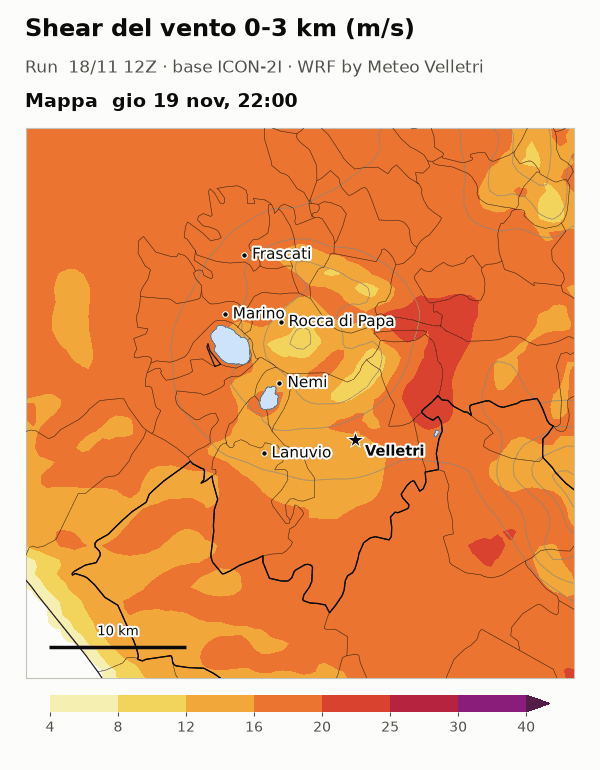 Shear del vento 0-3 km (m/s)
Run  18/11 12Z · base ICON-2I · WRF by Meteo Velletri
Mappa  gio 19 nov, 22:00
Frascati
Marino
Rocca di Papa
Nemi
Velletri
Lanuvio
10 km
4 8 12 16 20 25 30 40